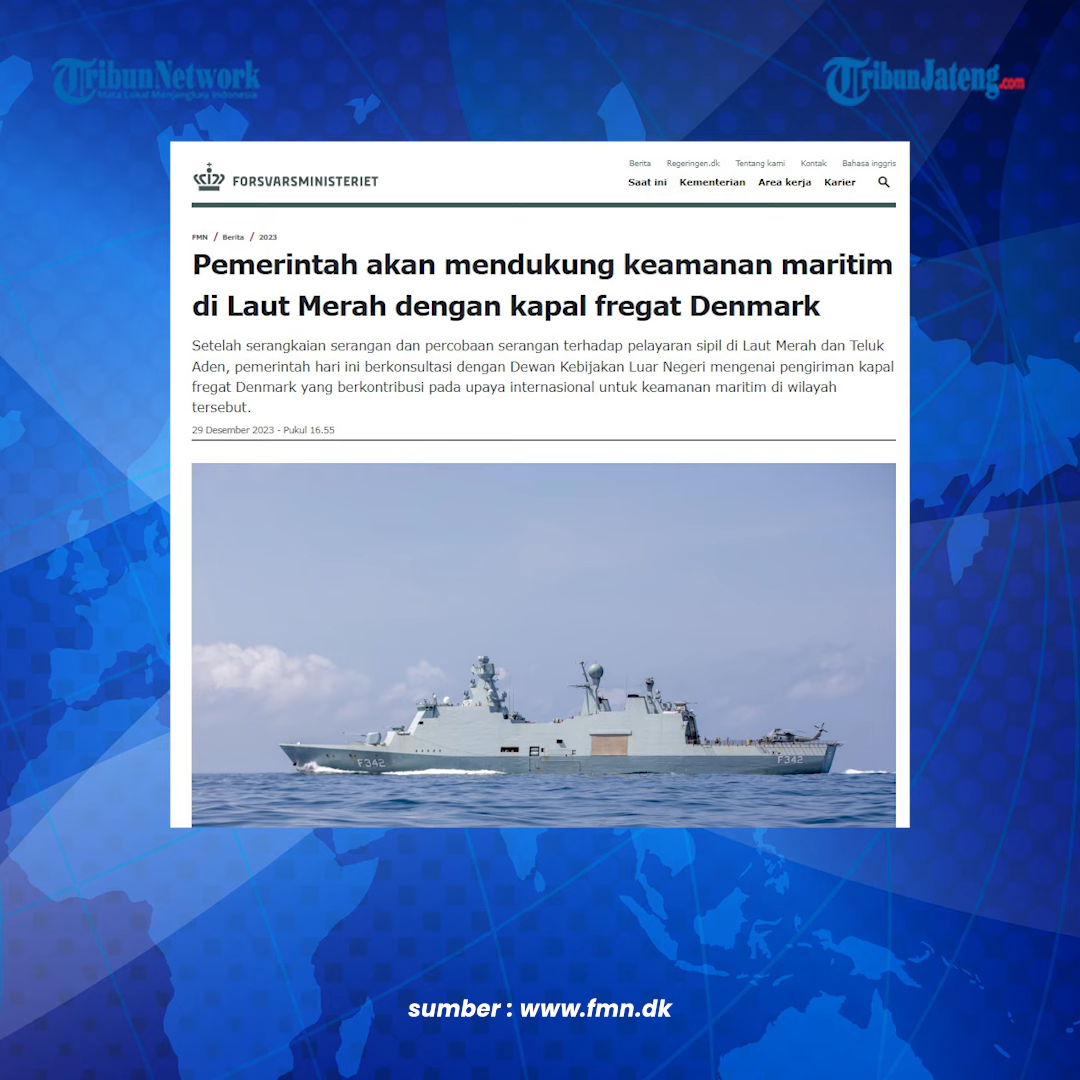 TribunNetwork
Mata Lokal Menjangkau Indonesia
TribunJateng.com
FORSVARSMINISTERIET
Berita Regeringen.dk Tentang kami Kontak Bahasa inggris
Saat ini Kementerian Area kerja Karier
FMN / Berita / 2023
Pemerintah akan mendukung keamanan maritim
di Laut Merah dengan kapal fregat Denmark
Setelah serangkaian serangan dan percobaan serangan terhadap pelayaran sipil di Laut Merah dan Teluk
Aden, pemerintah hari ini berkonsultasi dengan Dewan Kebijakan Luar Negeri mengenai pengiriman kapal
fregat Denmark yang berkontribusi pada upaya internasional untuk keamanan maritim di wilayah
tersebut.
29 Desember 2023 - Pukul 16.55
F342
F342
sumber : www.fmn.dk